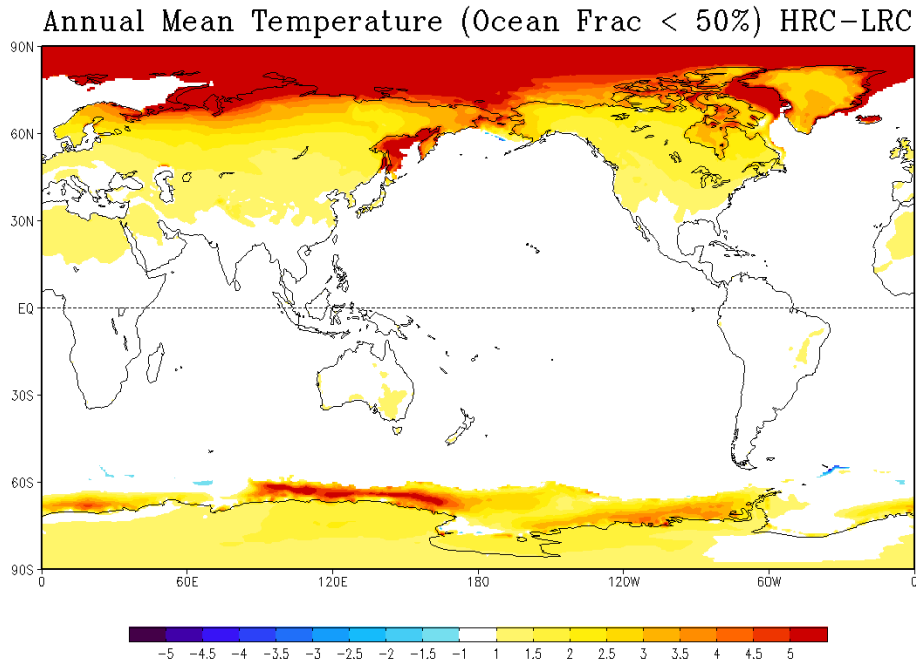 Annual Mean Temperature (Ocean Frac < 50%) HRC-LRC
90N
60N
30N
EQ
30S
60S
90S
0 60E 120E 180 120W 60W 0
-5 -4.5 -4 -3.5 -3 -2.5 -2 -1.5 -1 1 1.5 2 2.5 3 3.5 4 4.5 5